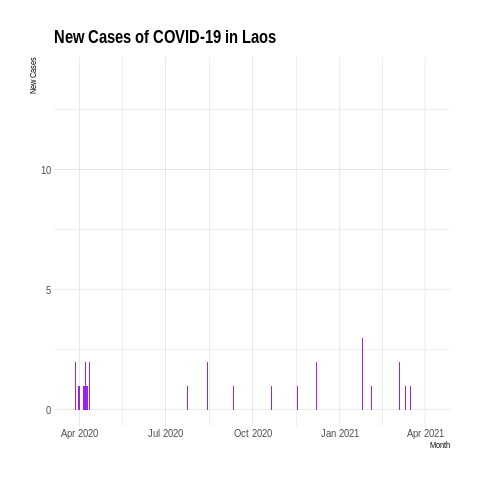 New Cases of COVID-19 in Laos
New Cases
10
5
0
Apr 2020 Jul 2020 Oct 2020 Jan 2021 Apr 2021
Month